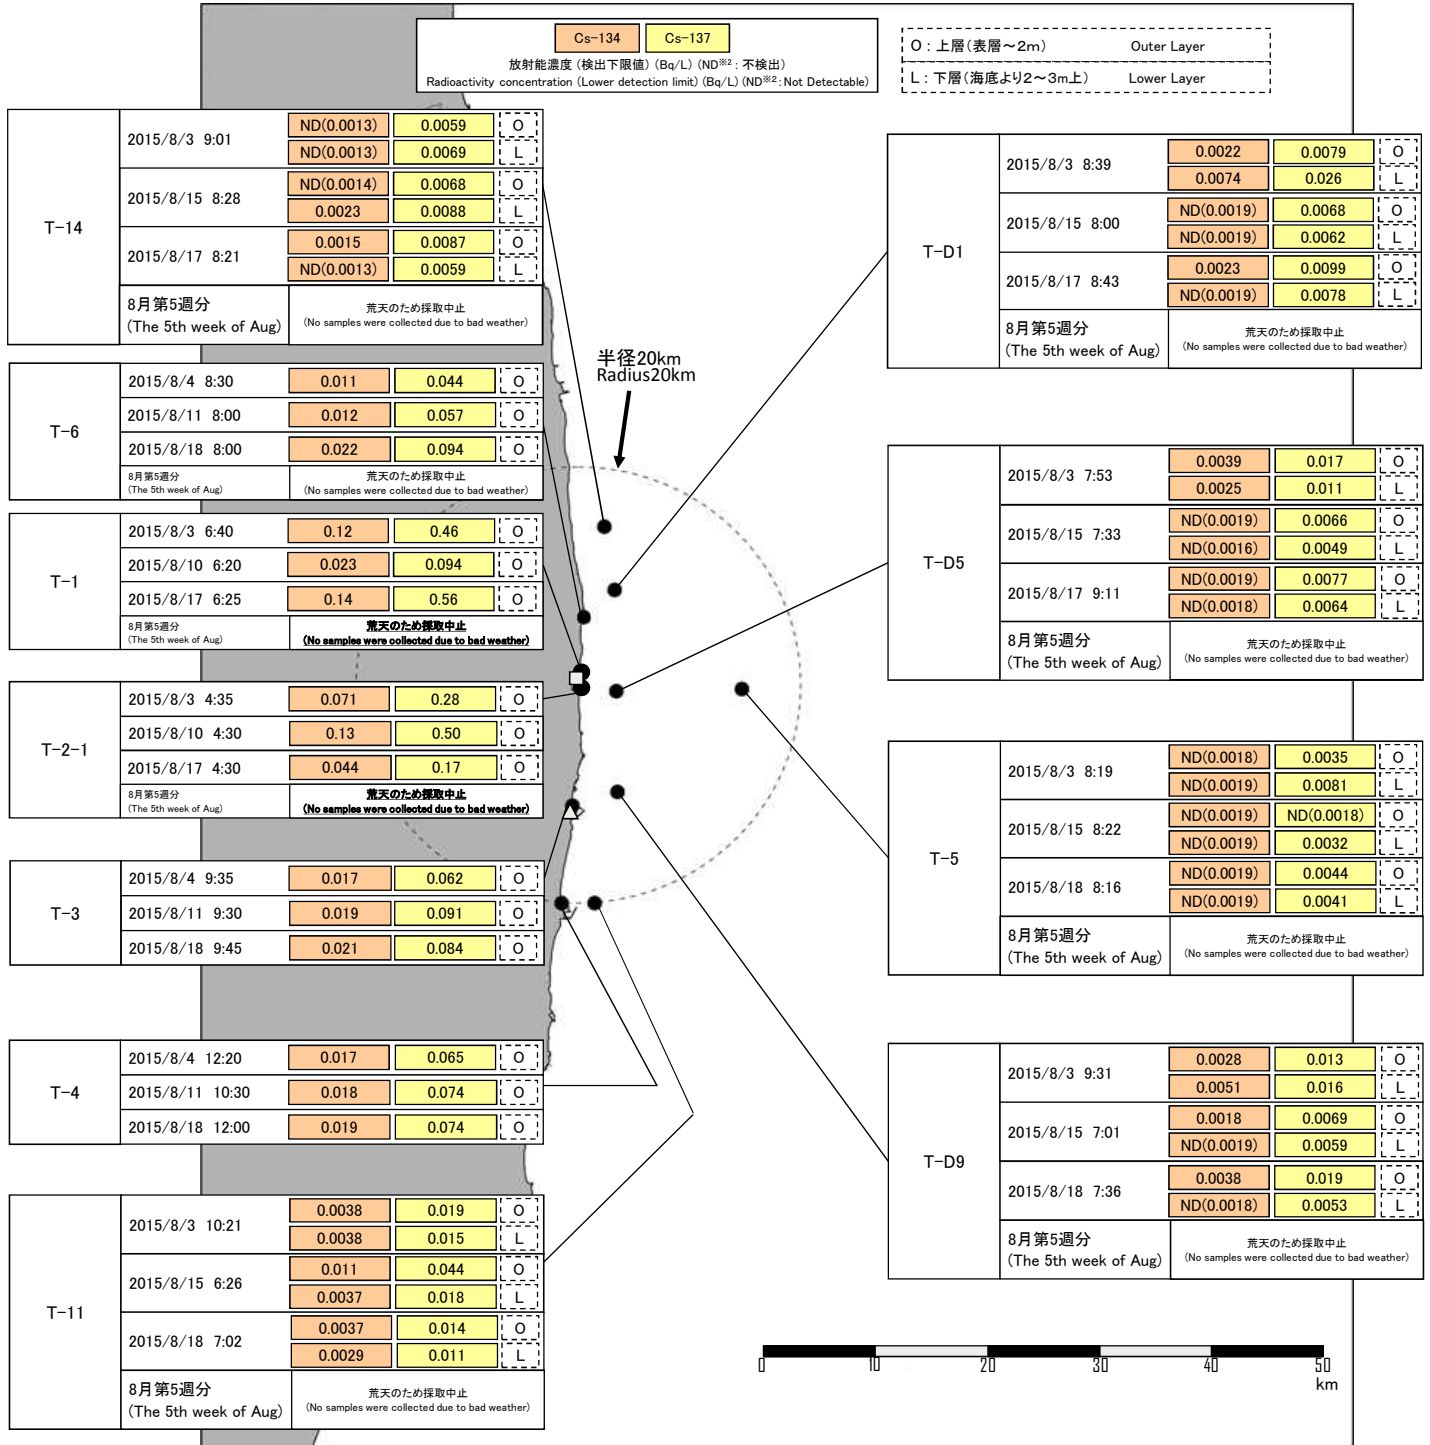 Cs-134 Cs-137
放射能濃度 (検出下限値) (Bq/L) (ND※2 : 不検出)
Radioactivity concentration (Lower detection limit) (Bq/L) (ND※2 : Not Detectable)
O : 上層(表層～2m) Outer Layer
L : 下層(海底より2～3m上) Lower Layer
T-14
2015/8/3 9:01
ND(0.0013) 0.0059 O
ND(0.0013) 0.0069 L
2015/8/15 8:28
ND(0.0014) 0.0068 O
0.0023 0.0088 L
2015/8/17 8:21
0.0015 0.0087 O
ND(0.0013) 0.0059 L
8月第5週分
(The 5th week of Aug)
荒天のため採取中止
(No samples were collected due to bad weather)
T-6
2015/8/4 8:30 0.011 0.044 O
2015/8/11 8:00 0.012 0.057 O
2015/8/18 8:00 0.022 0.094 O
8月第5週分
(The 5th week of Aug)
荒天のため採取中止
(No samples were collected due to bad weather)
T-1
2015/8/3 6:40 0.12 0.46 O
2015/8/10 6:20 0.023 0.094 O
2015/8/17 6:25 0.14 0.56 O
8月第5週分
(The 5th week of Aug)
荒天のため採取中止
(No samples were collected due to bad weather)
T-2-1
2015/8/3 4:35 0.071 0.28 O
2015/8/10 4:30 0.13 0.50 O
2015/8/17 4:30 0.044 0.17 O
8月第5週分
(The 5th week of Aug)
荒天のため採取中止
(No samples were collected due to bad weather)
T-3
2015/8/4 9:35 0.017 0.062 O
2015/8/11 9:30 0.019 0.091 O
2015/8/18 9:45 0.021 0.084 O
T-4
2015/8/4 12:20 0.017 0.065 O
2015/8/11 10:30 0.018 0.074 O
2015/8/18 12:00 0.019 0.074 O
T-11
2015/8/3 10:21
0.0038 0.019 O
0.0038 0.015 L
2015/8/15 6:26
0.011 0.044 O
0.0037 0.018 L
2015/8/18 7:02
0.0037 0.014 O
0.0029 0.011 L
8月第5週分
(The 5th week of Aug)
荒天のため採取中止
(No samples were collected due to bad weather)
半径20km
Radius20km
T-D1
2015/8/3 8:39
0.0022 0.0079 O
0.0074 0.026 L
2015/8/15 8:00
ND(0.0019) 0.0068 O
ND(0.0019) 0.0062 L
2015/8/17 8:43
0.0023 0.0099 O
ND(0.0019) 0.0078 L
8月第5週分
(The 5th week of Aug)
荒天のため採取中止
(No samples were collected due to bad weather)
T-D5
2015/8/3 7:53
0.0039 0.017 O
0.0025 0.011 L
2015/8/15 7:33
ND(0.0019) 0.0066 O
ND(0.0016) 0.0049 L
2015/8/17 9:11
ND(0.0019) 0.0077 O
ND(0.0018) 0.0064 L
8月第5週分
(The 5th week of Aug)
荒天のため採取中止
(No samples were collected due to bad weather)
T-5
2015/8/3 8:19
ND(0.0018) 0.0035 O
ND(0.0019) 0.0081 L
2015/8/15 8:22
ND(0.0019) ND(0.0018) O
ND(0.0019) 0.0032 L
2015/8/18 8:16
ND(0.0019) 0.0044 O
ND(0.0019) 0.0041 L
8月第5週分
(The 5th week of Aug)
荒天のため採取中止
(No samples were collected due to bad weather)
T-D9
2015/8/3 9:31
0.0028 0.013 O
0.0051 0.016 L
2015/8/15 7:01
0.0018 0.0069 O
ND(0.0019) 0.0059 L
2015/8/18 7:36
0.0038 0.019 O
ND(0.0018) 0.0053 L
8月第5週分
(The 5th week of Aug)
荒天のため採取中止
(No samples were collected due to bad weather)
0 10 20 30 40 50
km